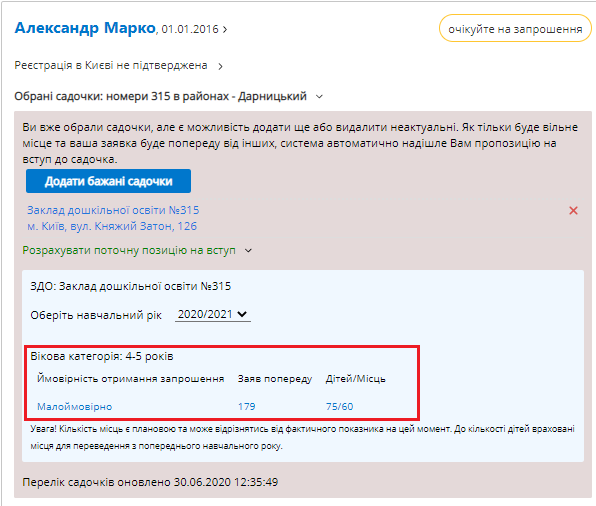 Александр Марко, 01.01.2016
очікуйте на запрошення
Реєстрація в Києві не підтверджена
Обрані садочки: номери 315 в районах - Дарницький
Ви вже обрали садочки, але є можливість додати ще або видалити неактуальні. Як тільки буде вільне
місце та ваша заявка буде попереду від інших, система автоматично надішле Вам пропозицію на
вступ до садочка.
Додати бажані садочки
Заклад дошкільної освіти №315
м. Київ, вул. Княжий Затон, 126
Розрахувати поточну позицію на вступ
ЗДО: Заклад дошкільної освіти №315
Оберіть навчальний рік 2020/2021
Вікова категорія: 4-5 років
Ймовірність отримання запрошення Заяв попереду Дітей/Місць
Малоймовірно 179 75/60
Увага! Кількість місць є плановою та може відрізнятись від фактичного показника на цей момент. До кількості дітей враховані
місця для переведення з попереднього навчального року.
Перелік садочків оновлено 30.06.2020 12:35:49